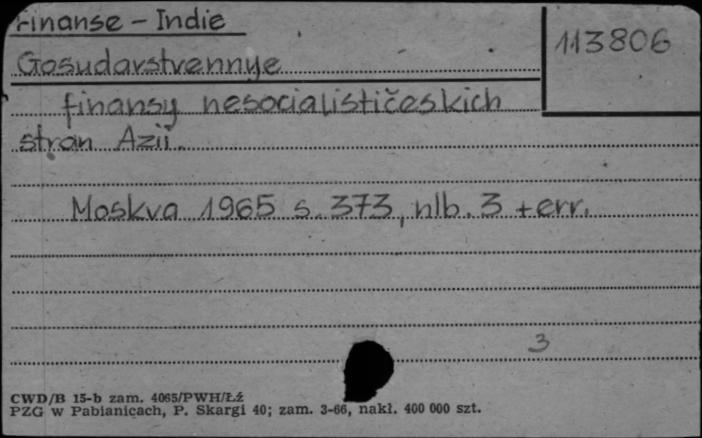 Finanse - Indie
113806
Gosudarstvennye
finansy nesocialističeskich
stran Azii.
Moskva 1965 s. 373, nlb. 3 + err.
3
CWD/B 15-b zam. 4065/PWH/Łź
PZG w Pabianicach, P. Skargi 40; zam. 3-66, nakł. 400 000 szt.